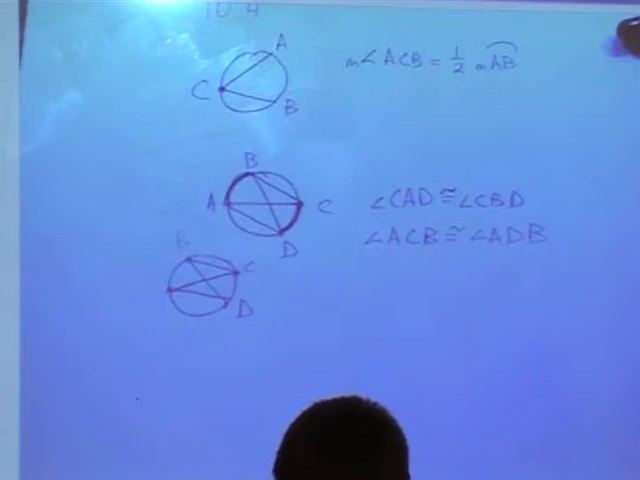 10.4
A
C
B
m∠ACB = 1/2 mAB⌒
B
A
C
D
∠CAD ≅ ∠CBD
∠ACB ≅ ∠ADB
B
C
D